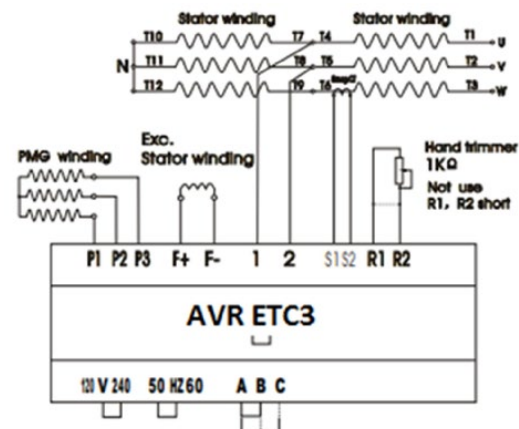 Stator winding Stator winding
T10 T7 T4 T1 U
N T11 T8 T5 T2 V
T12 T9 T6 T3 W
Exc.
Stator winding
PMG winding
Hand trimmer
1KΩ
Not use
R1, R2 short
P1 P2 P3 F+ F- 1 2 S1 S2 R1 R2
AVR ETC3
120 V 240 50 HZ 60 A B C